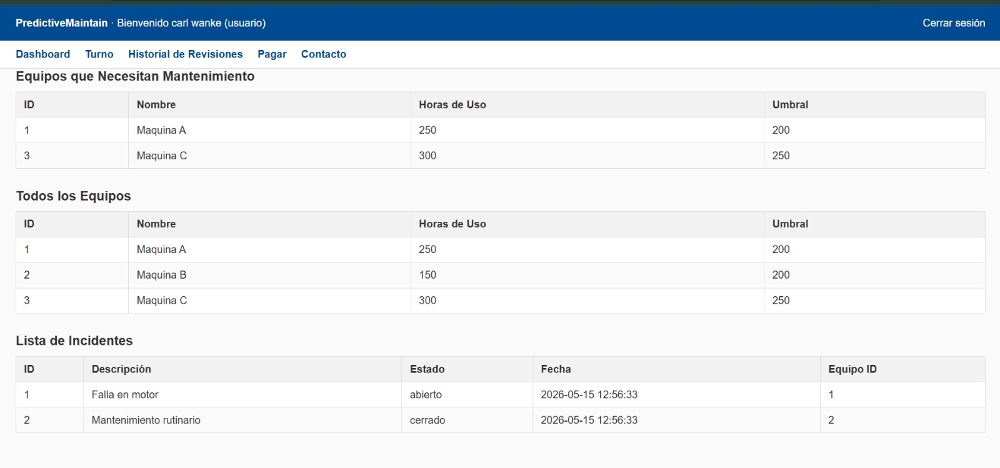 PredictiveMaintain · Bienvenido carl wanke (usuario) Cerrar sesión
Dashboard Turno Historial de Revisiones Pagar Contacto
Equipos que Necesitan Mantenimiento
ID Nombre Horas de Uso Umbral
1 Maquina A 250 200
3 Maquina C 300 250
Todos los Equipos
ID Nombre Horas de Uso Umbral
1 Maquina A 250 200
2 Maquina B 150 200
3 Maquina C 300 250
Lista de Incidentes
ID Descripción Estado Fecha Equipo ID
1 Falla en motor abierto 2026-05-15 12:56:33 1
2 Mantenimiento rutinario cerrado 2026-05-15 12:56:33 2